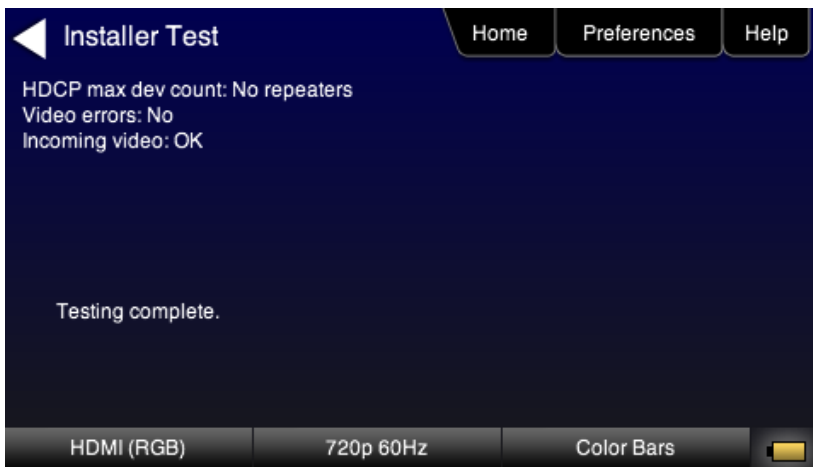 Installer Test
Home
Preferences
Help
HDCP max dev count: No repeaters
Video errors: No
Incoming video: OK
Testing complete.
HDMI (RGB)
720p 60Hz
Color Bars